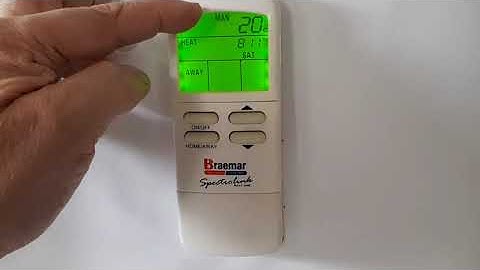 MAN 20
HEAT 8:11
SAT
AWAY
ON/OFF
HOME/AWAY
Braemar
Spectrolink